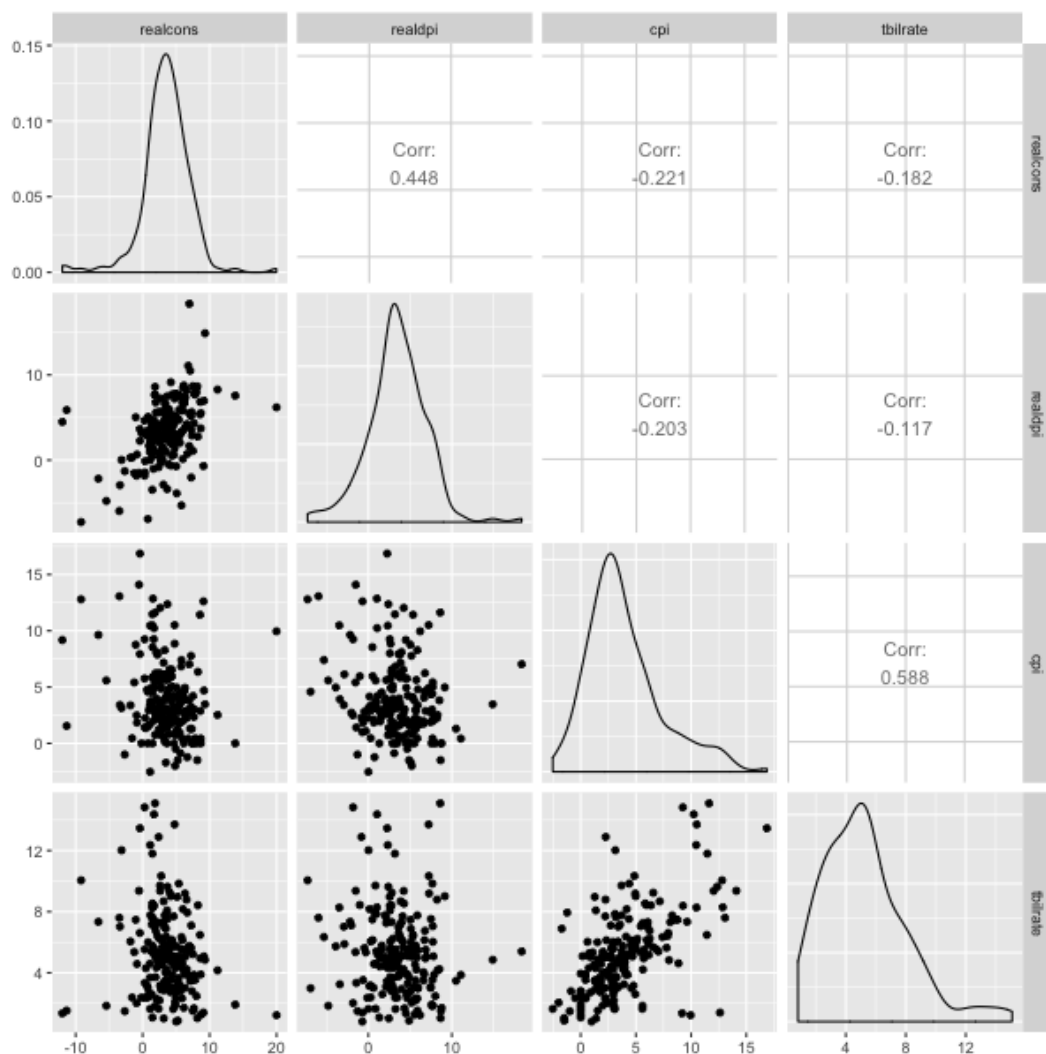 realcons realdpi cpi tbilrate
0.15
0.10
0.05
0.00
Corr:
0.448
Corr:
-0.221
Corr:
-0.182
realcons
10
0
Corr:
-0.203
Corr:
-0.117
realdpi
15
10
5
0
Corr:
0.588
cpi
12
8
4
tbilrate
-10 0 10 20 0 10 0 5 10 15 4 8 12